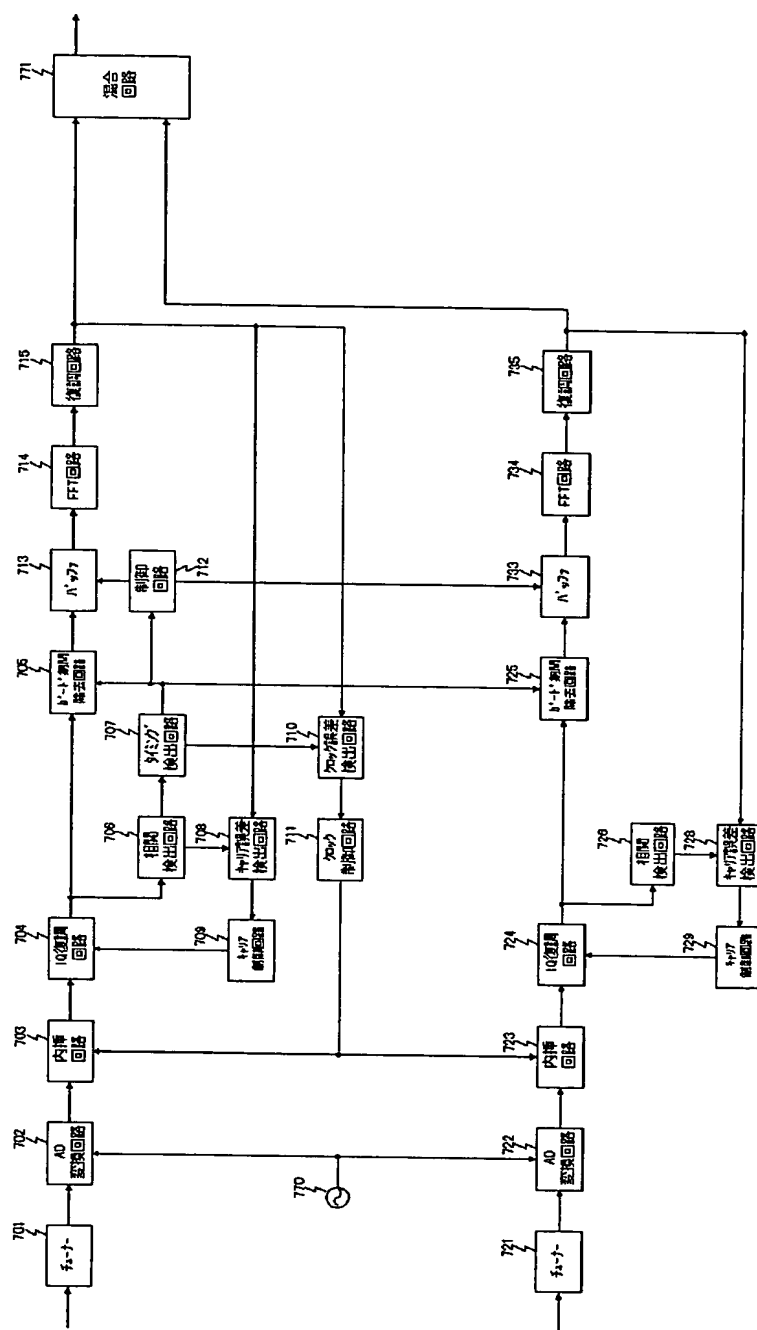 701
チューナー
702
AD
変換回路
703
内挿
回路
704
IQ復調
回路
705
ガード期間
除去回路
713
バッファ
714
FFT回路
715
復調回路
771
混合
回路
706
相関
検出回路
707
タイミング
検出回路
制御
回路
712
708
キャリア誤差
検出回路
709
キャリア
制御回路
710
クロック誤差
検出回路
711
クロック
制御回路
770
721
チューナー
722
AD
変換回路
723
内挿
回路
724
IQ復調
回路
725
ガード期間
除去回路
733
バッファ
734
FFT回路
735
復調回路
726
相関
検出回路
728
キャリア誤差
検出回路
729
キャリア
制御回路